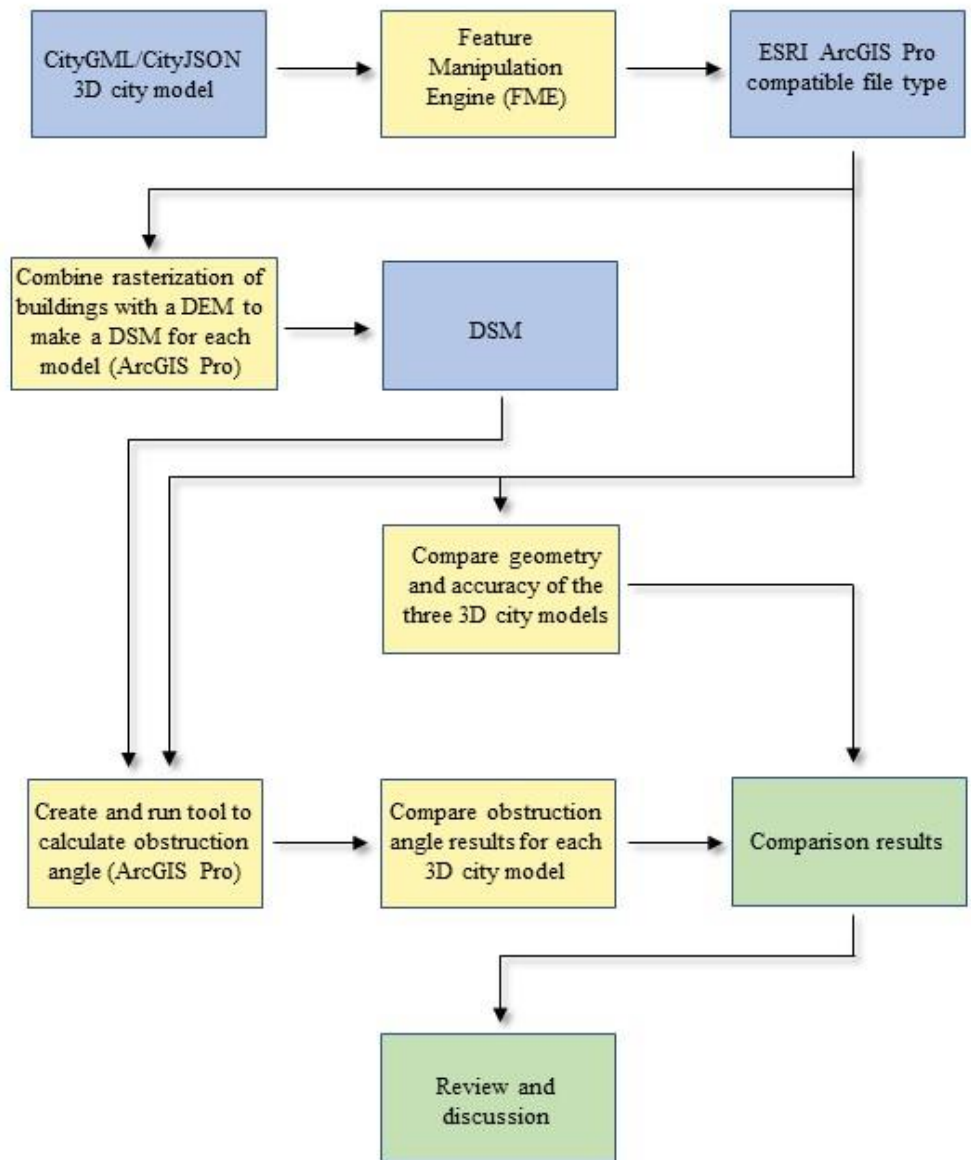 CityGML/CityJSON
3D city model
Feature
Manipulation
Engine (FME)
ESRI ArcGIS Pro
compatible file type
Combine rasterization of
buildings with a DEM to
make a DSM for each
model (ArcGIS Pro)
DSM
Compare geometry
and accuracy of the
three 3D city models
Create and run tool to
calculate obstruction
angle (ArcGIS Pro)
Compare obstruction
angle results for each
3D city model
Comparison results
Review and
discussion